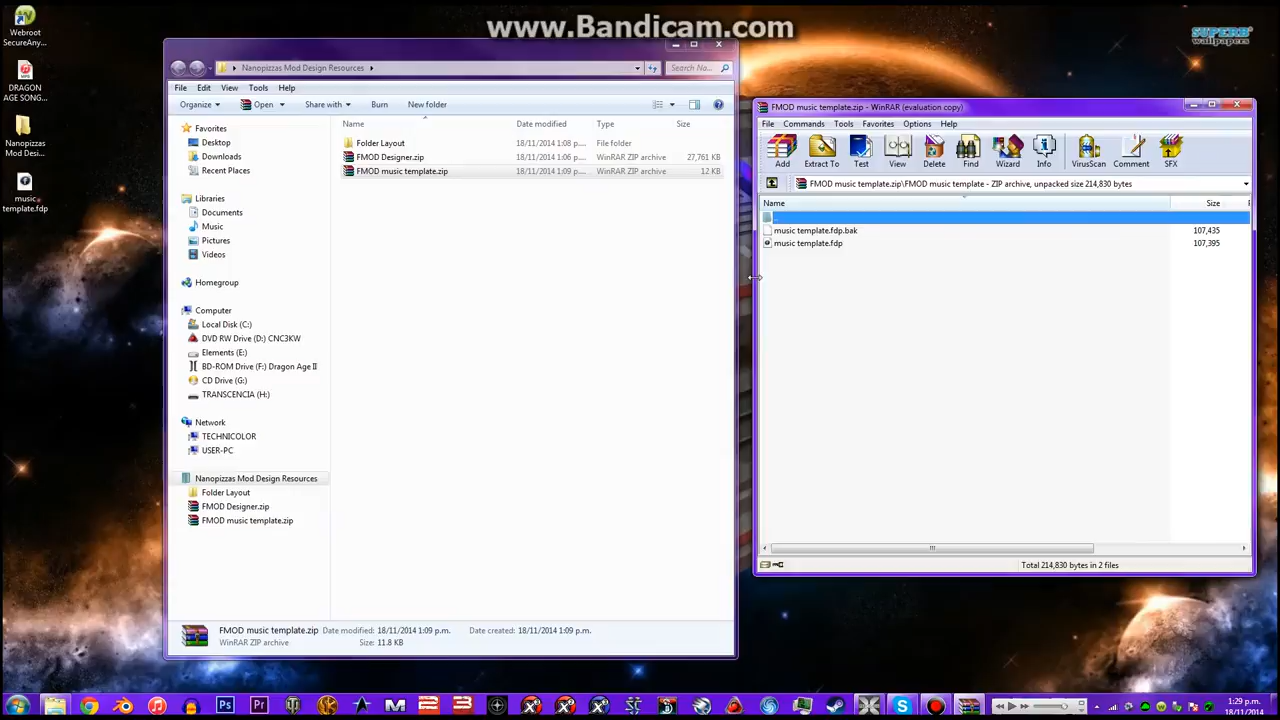 www.Bandicam.com
SUPERB
wallpapers
Webroot
SecureAny...
DRAGON
AGE SONG...
Nanopizzas
Mod Desi...
music
template.fdp
Nanopizzas Mod Design Resources
Search Na...
File Edit View Tools Help
Organize Open Share with Burn New folder
Name Date modified Type Size
Folder Layout 18/11/2014 1:08 p.m... File folder
FMOD Designer.zip 18/11/2014 1:06 p.m... WinRAR ZIP archive 27,761 KB
FMOD music template.zip 18/11/2014 1:09 p.m... WinRAR ZIP archive 12 KB
Favorites
Desktop
Downloads
Recent Places
Libraries
Documents
Music
Pictures
Videos
Homegroup
Computer
Local Disk (C:)
DVD RW Drive (D:) CNC3KW
Elements (E:)
BD-ROM Drive (F:) Dragon Age II
CD Drive (G:)
TRANSCENCIA (H:)
Network
TECHNICOLOR
USER-PC
Nanopizzas Mod Design Resources
Folder Layout
FMOD Designer.zip
FMOD music template.zip
FMOD music template.zip Date modified: 18/11/2014 1:09 p.m. Date created: 18/11/2014 1:09 p.m.
WinRAR ZIP archive Size: 11.8 KB
FMOD music template.zip - WinRAR (evaluation copy)
File Commands Tools Favorites Options Help
Add Extract To Test View Delete Find Wizard Info VirusScan Comment SFX
FMOD music template.zip\FMOD music template - ZIP archive, unpacked size 214,830 bytes
Name Size
..
music template.fdp.bak 107,435
music template.fdp 107,395
Total 214,830 bytes in 2 files
1:29 p.m.
18/11/2014